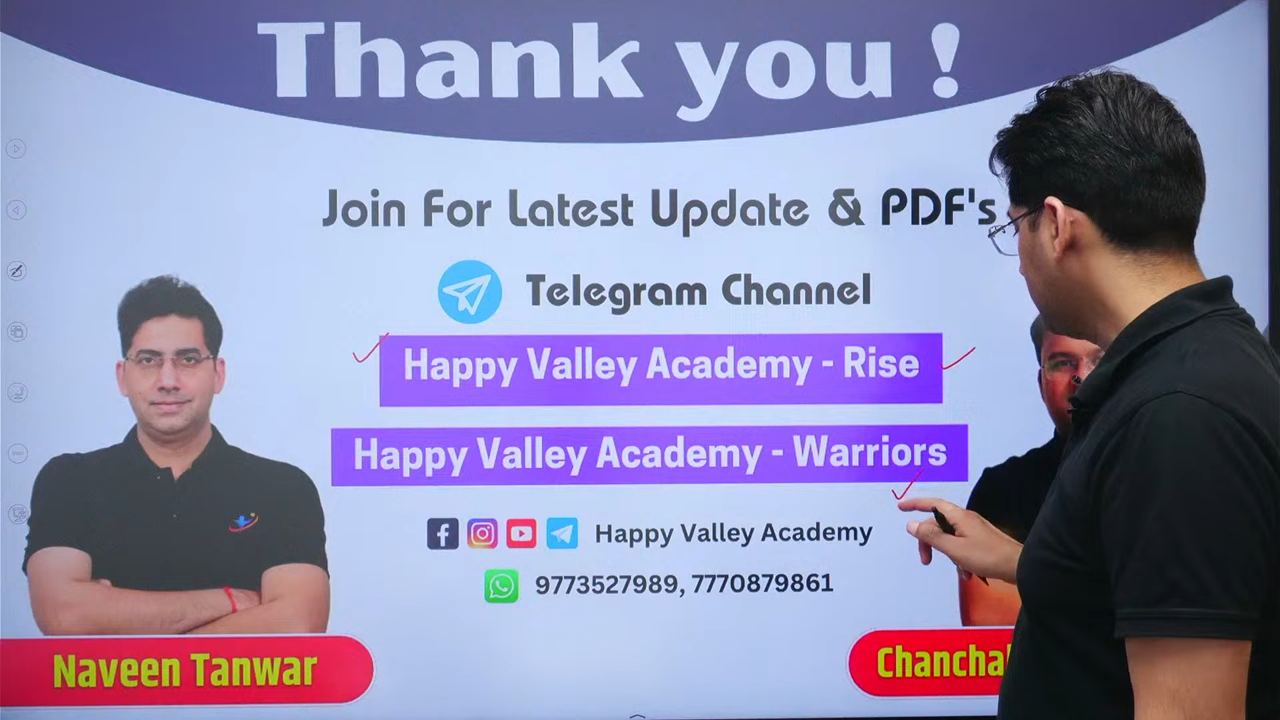 Thank you !
Join For Latest Update & PDF's
Telegram Channel
Happy Valley Academy - Rise
Happy Valley Academy - Warriors
Happy Valley Academy
9773527989, 7770879861
Naveen Tanwar